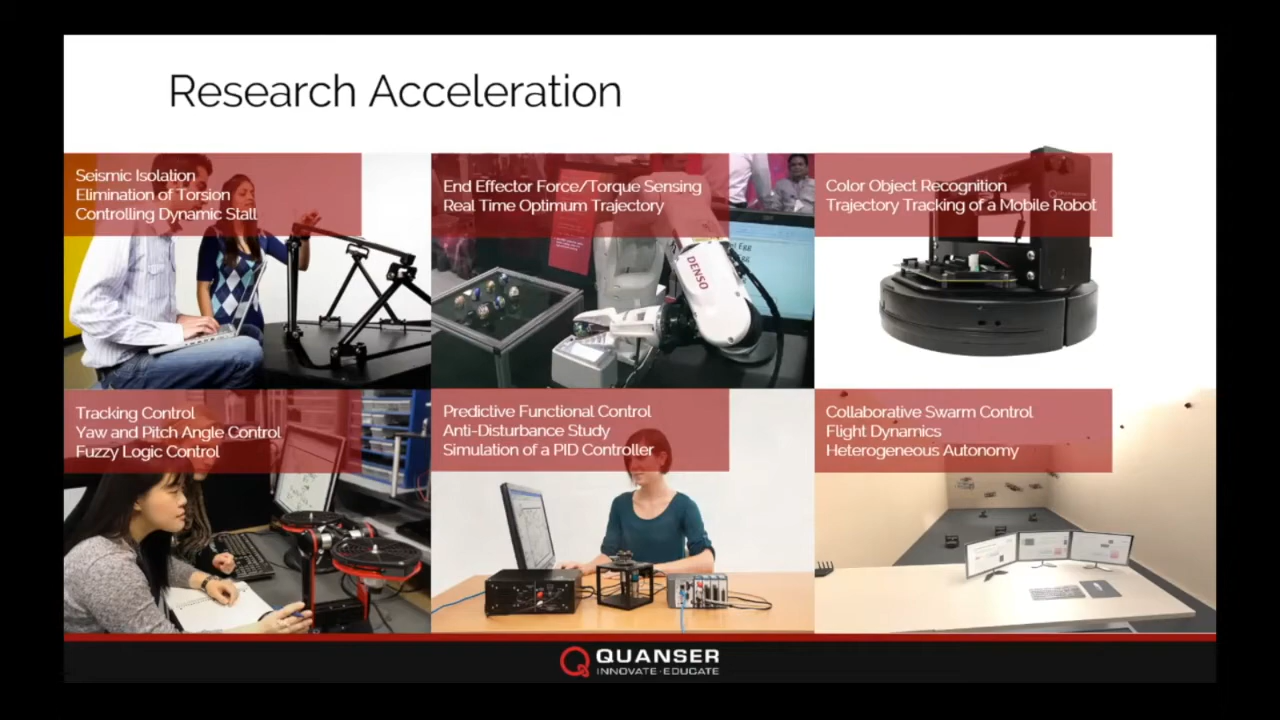 Research Acceleration
Seismic Isolation
Elimination of Torsion
Controlling Dynamic Stall
End Effector Force/Torque Sensing
Real Time Optimum Trajectory
Color Object Recognition
Trajectory Tracking of a Mobile Robot
DENSO
Tracking Control
Yaw and Pitch Angle Control
Fuzzy Logic Control
Predictive Functional Control
Anti-Disturbance Study
Simulation of a PID Controller
Collaborative Swarm Control
Flight Dynamics
Heterogeneous Autonomy
QUANSER
INNOVATE·EDUCATE